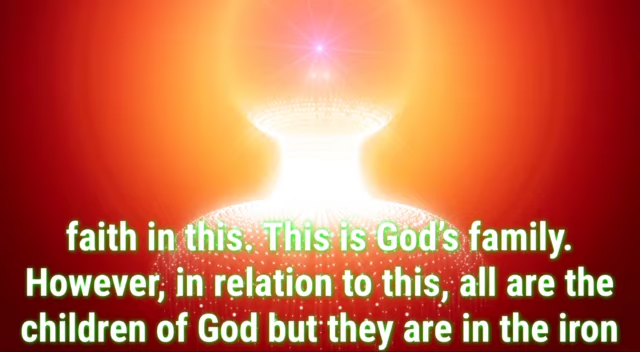 faith in this. This is God's family.
However, in relation to this, all are the
children of God but they are in the iron